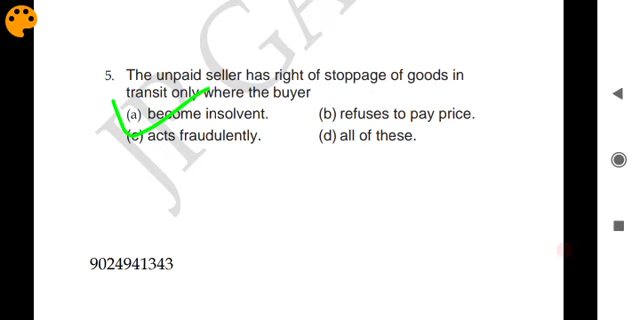 5. The unpaid seller has right of stoppage of goods in
transit only where the buyer
(a) become insolvent. (b) refuses to pay price.
(c) acts fraudulently. (d) all of these.
9024941343